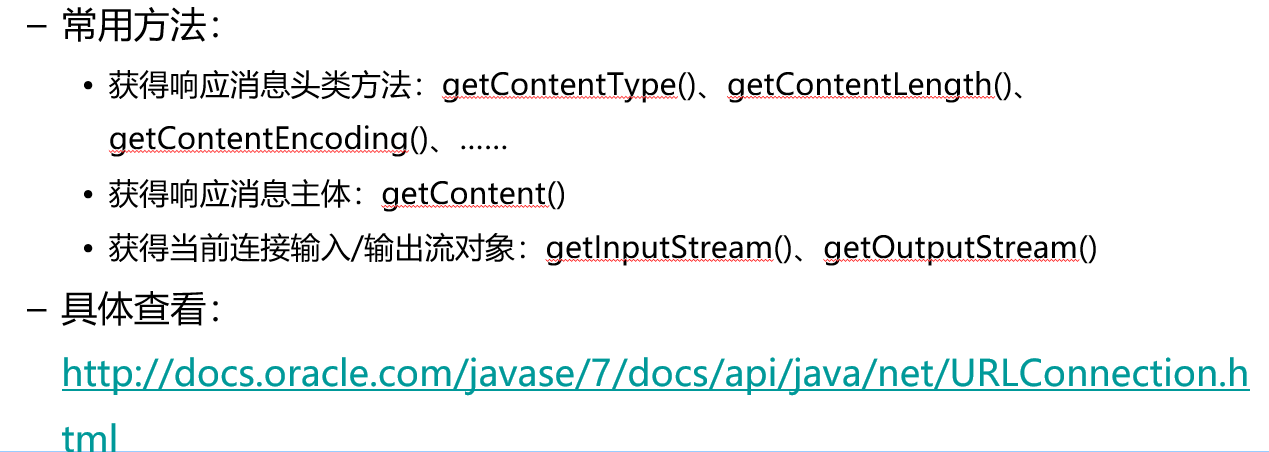 – 常用方法：
• 获得响应消息头类方法：getContentType()、getContentLength()、
getContentEncoding()、……
• 获得响应消息主体：getContent()
• 获得当前连接输入/输出流对象：getInputStream()、getOutputStream()
– 具体查看：
http://docs.oracle.com/javase/7/docs/api/java/net/URLConnection.h
tml